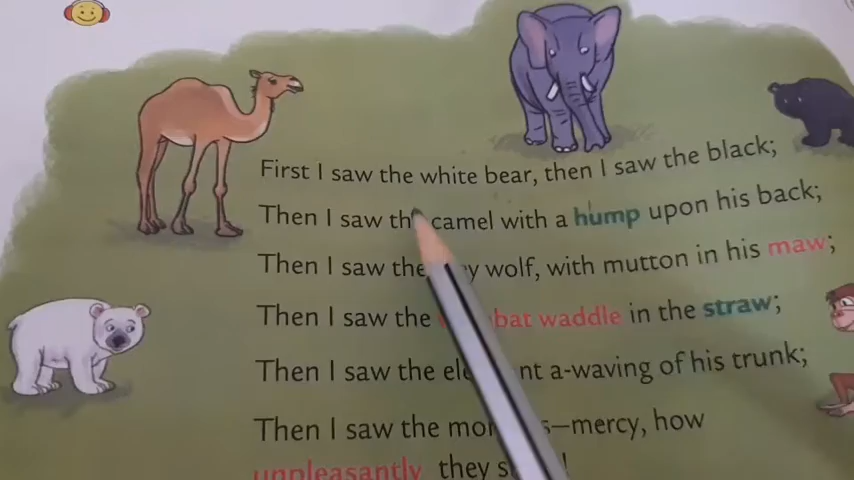 First I saw the white bear, then I saw the black;
Then I saw the camel with a hump upon his back;
Then I saw the wolf, with mutton in his maw;
Then I saw the waddle in the straw;
Then I saw the a-waving of his trunk;
Then I saw the —mercy, how
unpleasantly they